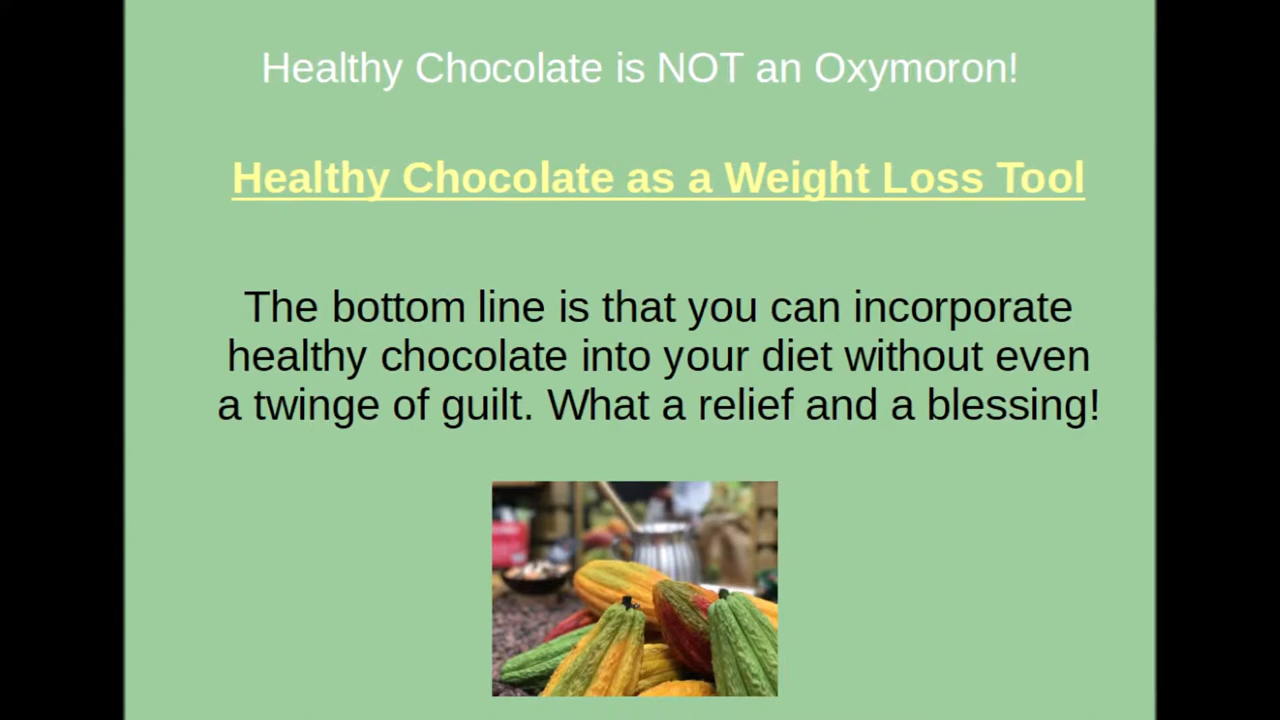 Healthy Chocolate is NOT an Oxymoron!
Healthy Chocolate as a Weight Loss Tool
The bottom line is that you can incorporate
healthy chocolate into your diet without even
a twinge of guilt. What a relief and a blessing!